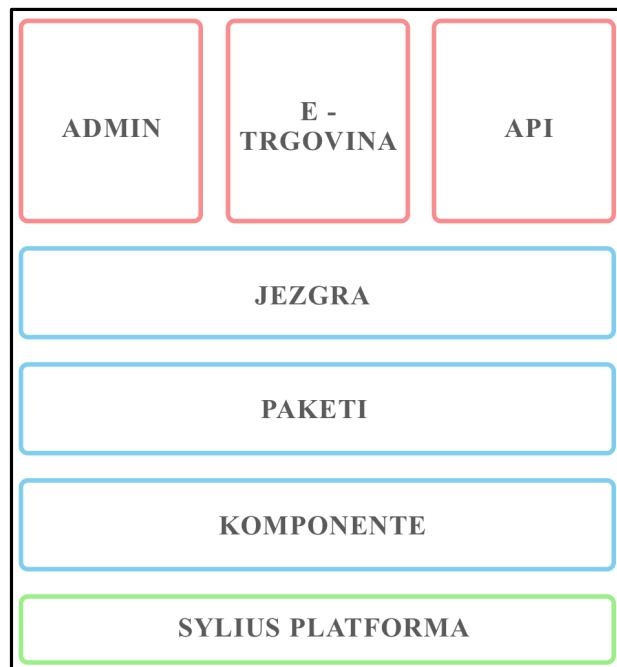 ADMIN
E -
TRGOVINA
API
JEZGRA
PAKETI
KOMPONENTE
SYLIUS PLATFORMA